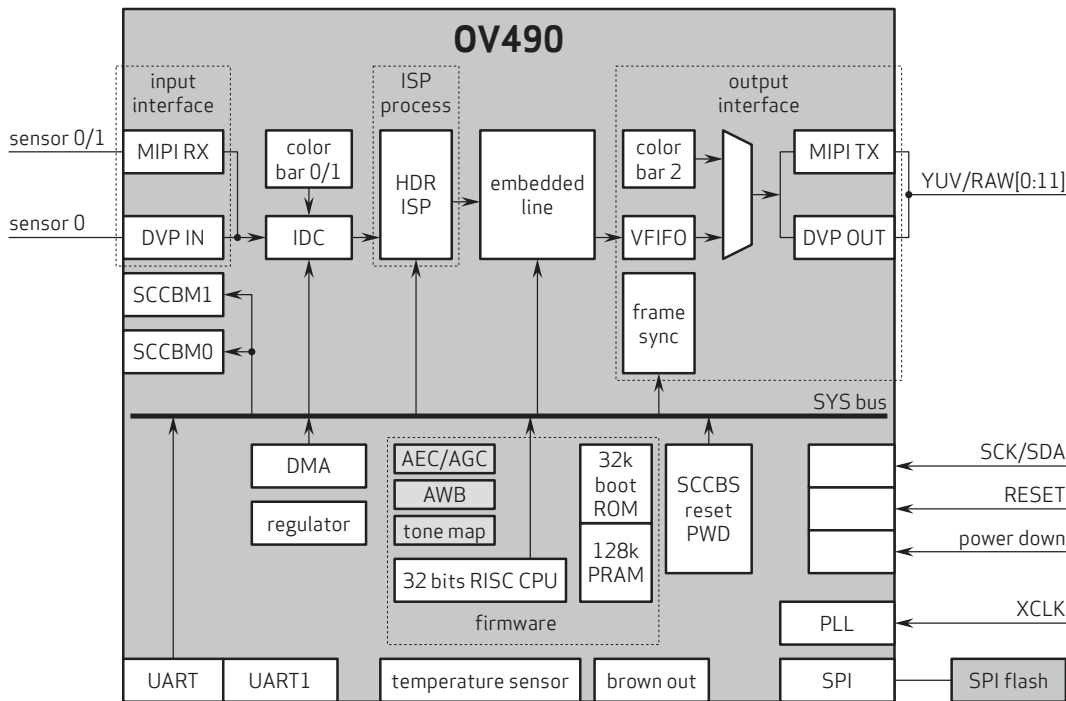 OV490
input
interface
ISP
process
output
interface
sensor 0/1
MIPI RX
color
bar 0/1
HDR
ISP
embedded
line
color
bar 2
MIPI TX
YUV/RAW[0:11]
sensor 0
DVP IN
IDC
VFIFO
DVP OUT
SCCBM1
SCCBM0
frame
sync
SYS bus
DMA
regulator
AEC/AGC
AWB
tone map
32 bits RISC CPU
32k
boot
ROM
128k
PRAM
firmware
SCCBS
reset
PWD
SCK/SDA
RESET
power down
XCLK
PLL
UART
UART1
temperature sensor
brown out
SPI
SPI flash